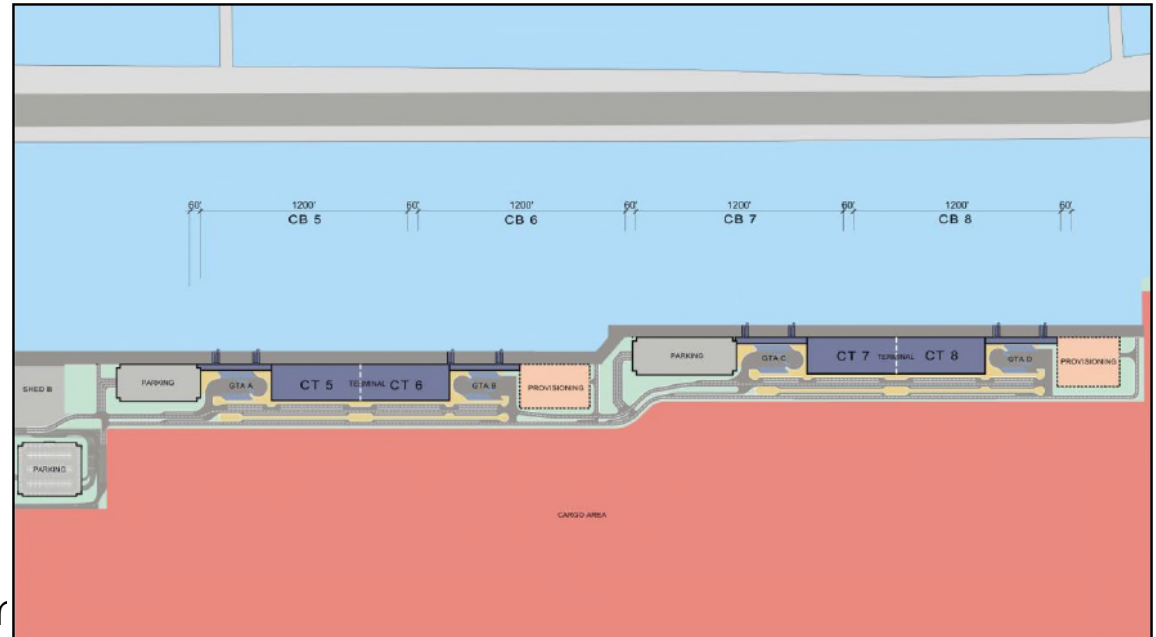 60' 1200' 60' 1200' 60' 1200' 60' 1200' 60'
CB 5 CB 6 CB 7 CB 8
PARKING GTA C CT 7 TERMINAL CT 8 GTA D PROVISIONING
SHED B PARKING GTA A CT 5 TERMINAL CT 6 GTA B PROVISIONING
PARKING
CARGO AREA
r